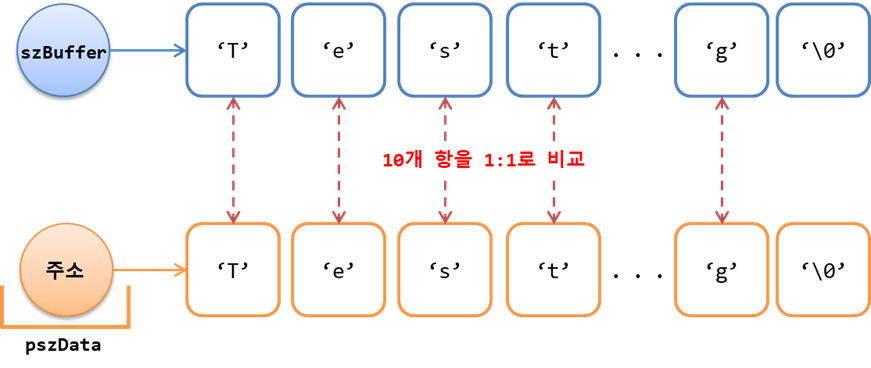 szBuffer ‘T’ ‘e’ ‘s’ ‘t’ . . . ‘g’ ‘\0’
10개 항을 1:1로 비교
주소 ‘T’ ‘e’ ‘s’ ‘t’ . . . ‘g’ ‘\0’
pszData